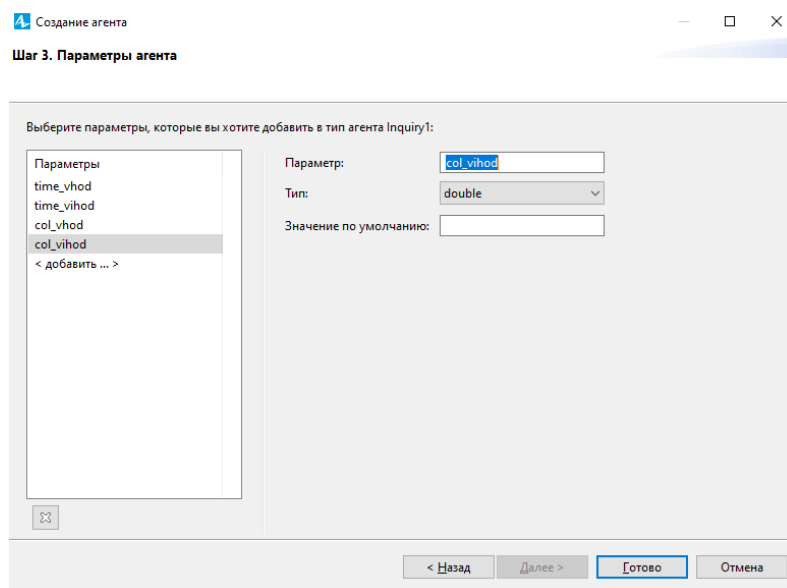 Создание агента
Шаг 3. Параметры агента
Выберите параметры, которые вы хотите добавить в тип агента Inquiry1:
Параметры
time_vhod
time_vihod
col_vhod
col_vihod
< добавить ... >
Параметр: col_vihod
Тип: double
Значение по умолчанию:
< Назад Далее > Готово Отмена